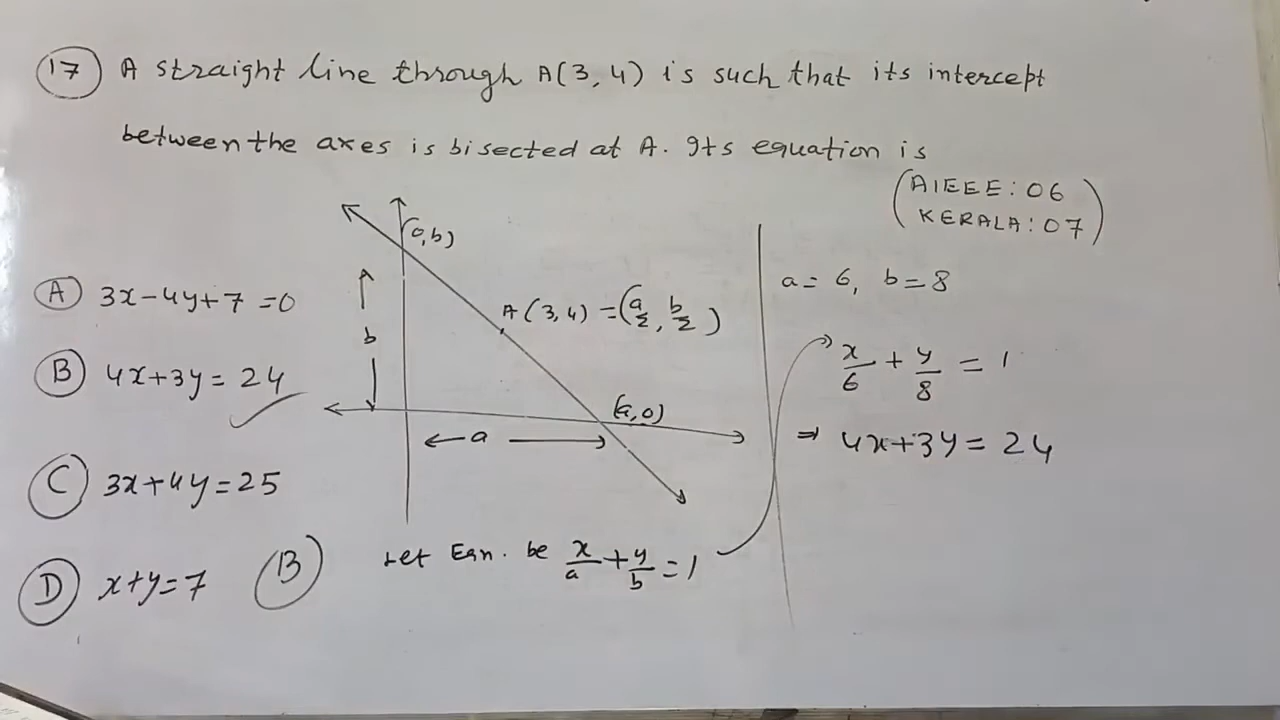 17 A straight line through A(3,4) is such that its intercept
between the axes is bisected at A. Its equation is
(AIEEE:06
KERALA:07)
A 3x-4y+7=0
B 4x+3y=24
C 3x+4y=25
D x+y=7
B
(0,b)
b
A(3,4)=(a/2, b/2)
(a,0)
a
Let Eqn. be x/a+y/b=1
a=6, b=8
x/6+y/8=1
⇒ 4x+3y=24